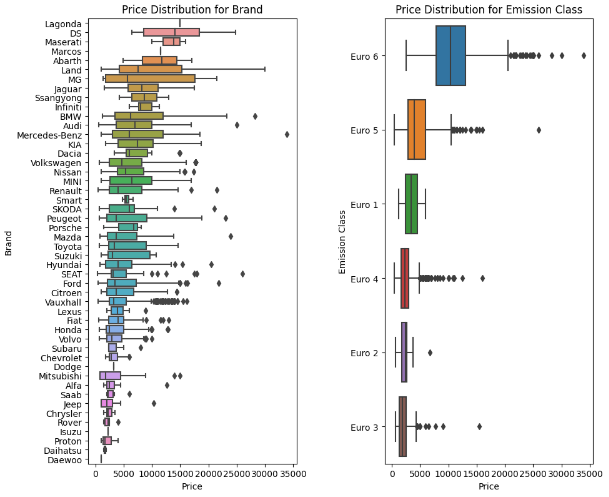 Price Distribution for Brand
Lagonda
DS
Maserati
Marcos
Abarth
Land
MG
Jaguar
Ssangyong
Infiniti
BMW
Audi
Mercedes-Benz
KIA
Dacia
Volkswagen
Nissan
MINI
Renault
Smart
SKODA
Peugeot
Porsche
Mazda
Toyota
Suzuki
Hyundai
SEAT
Ford
Citroen
Vauxhall
Lexus
Fiat
Honda
Volvo
Subaru
Chevrolet
Dodge
Mitsubishi
Alfa
Saab
Jeep
Chrysler
Rover
Isuzu
Proton
Daihatsu
Daewoo
Brand
0 5000 10000 15000 20000 25000 30000 35000
Price
Price Distribution for Emission Class
Euro 6
Euro 5
Euro 1
Euro 4
Euro 2
Euro 3
Emission Class
0 5000 10000 15000 20000 25000 30000 35000
Price